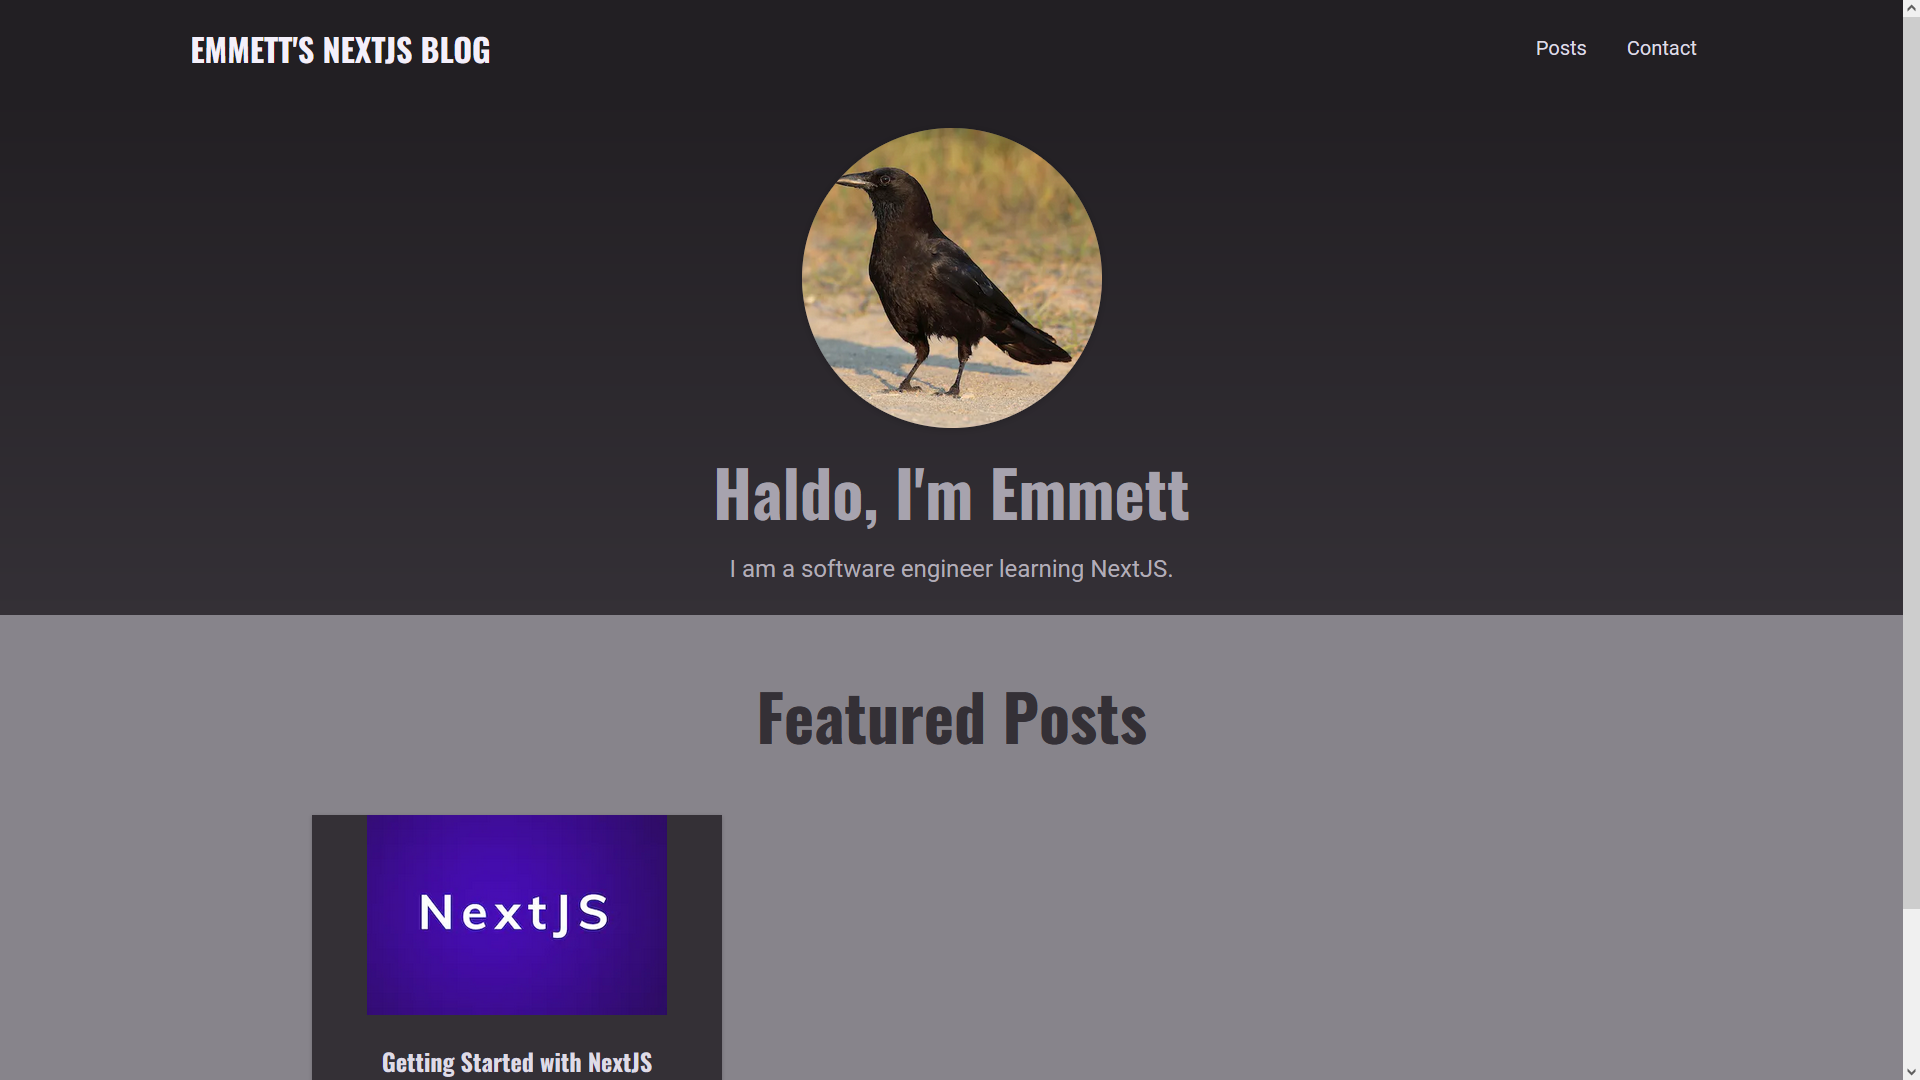 EMMETT'S NEXTJS BLOG
Posts
Contact
Haldo, I'm Emmett
I am a software engineer learning NextJS.
Featured Posts
NextJS
Getting Started with NextJS